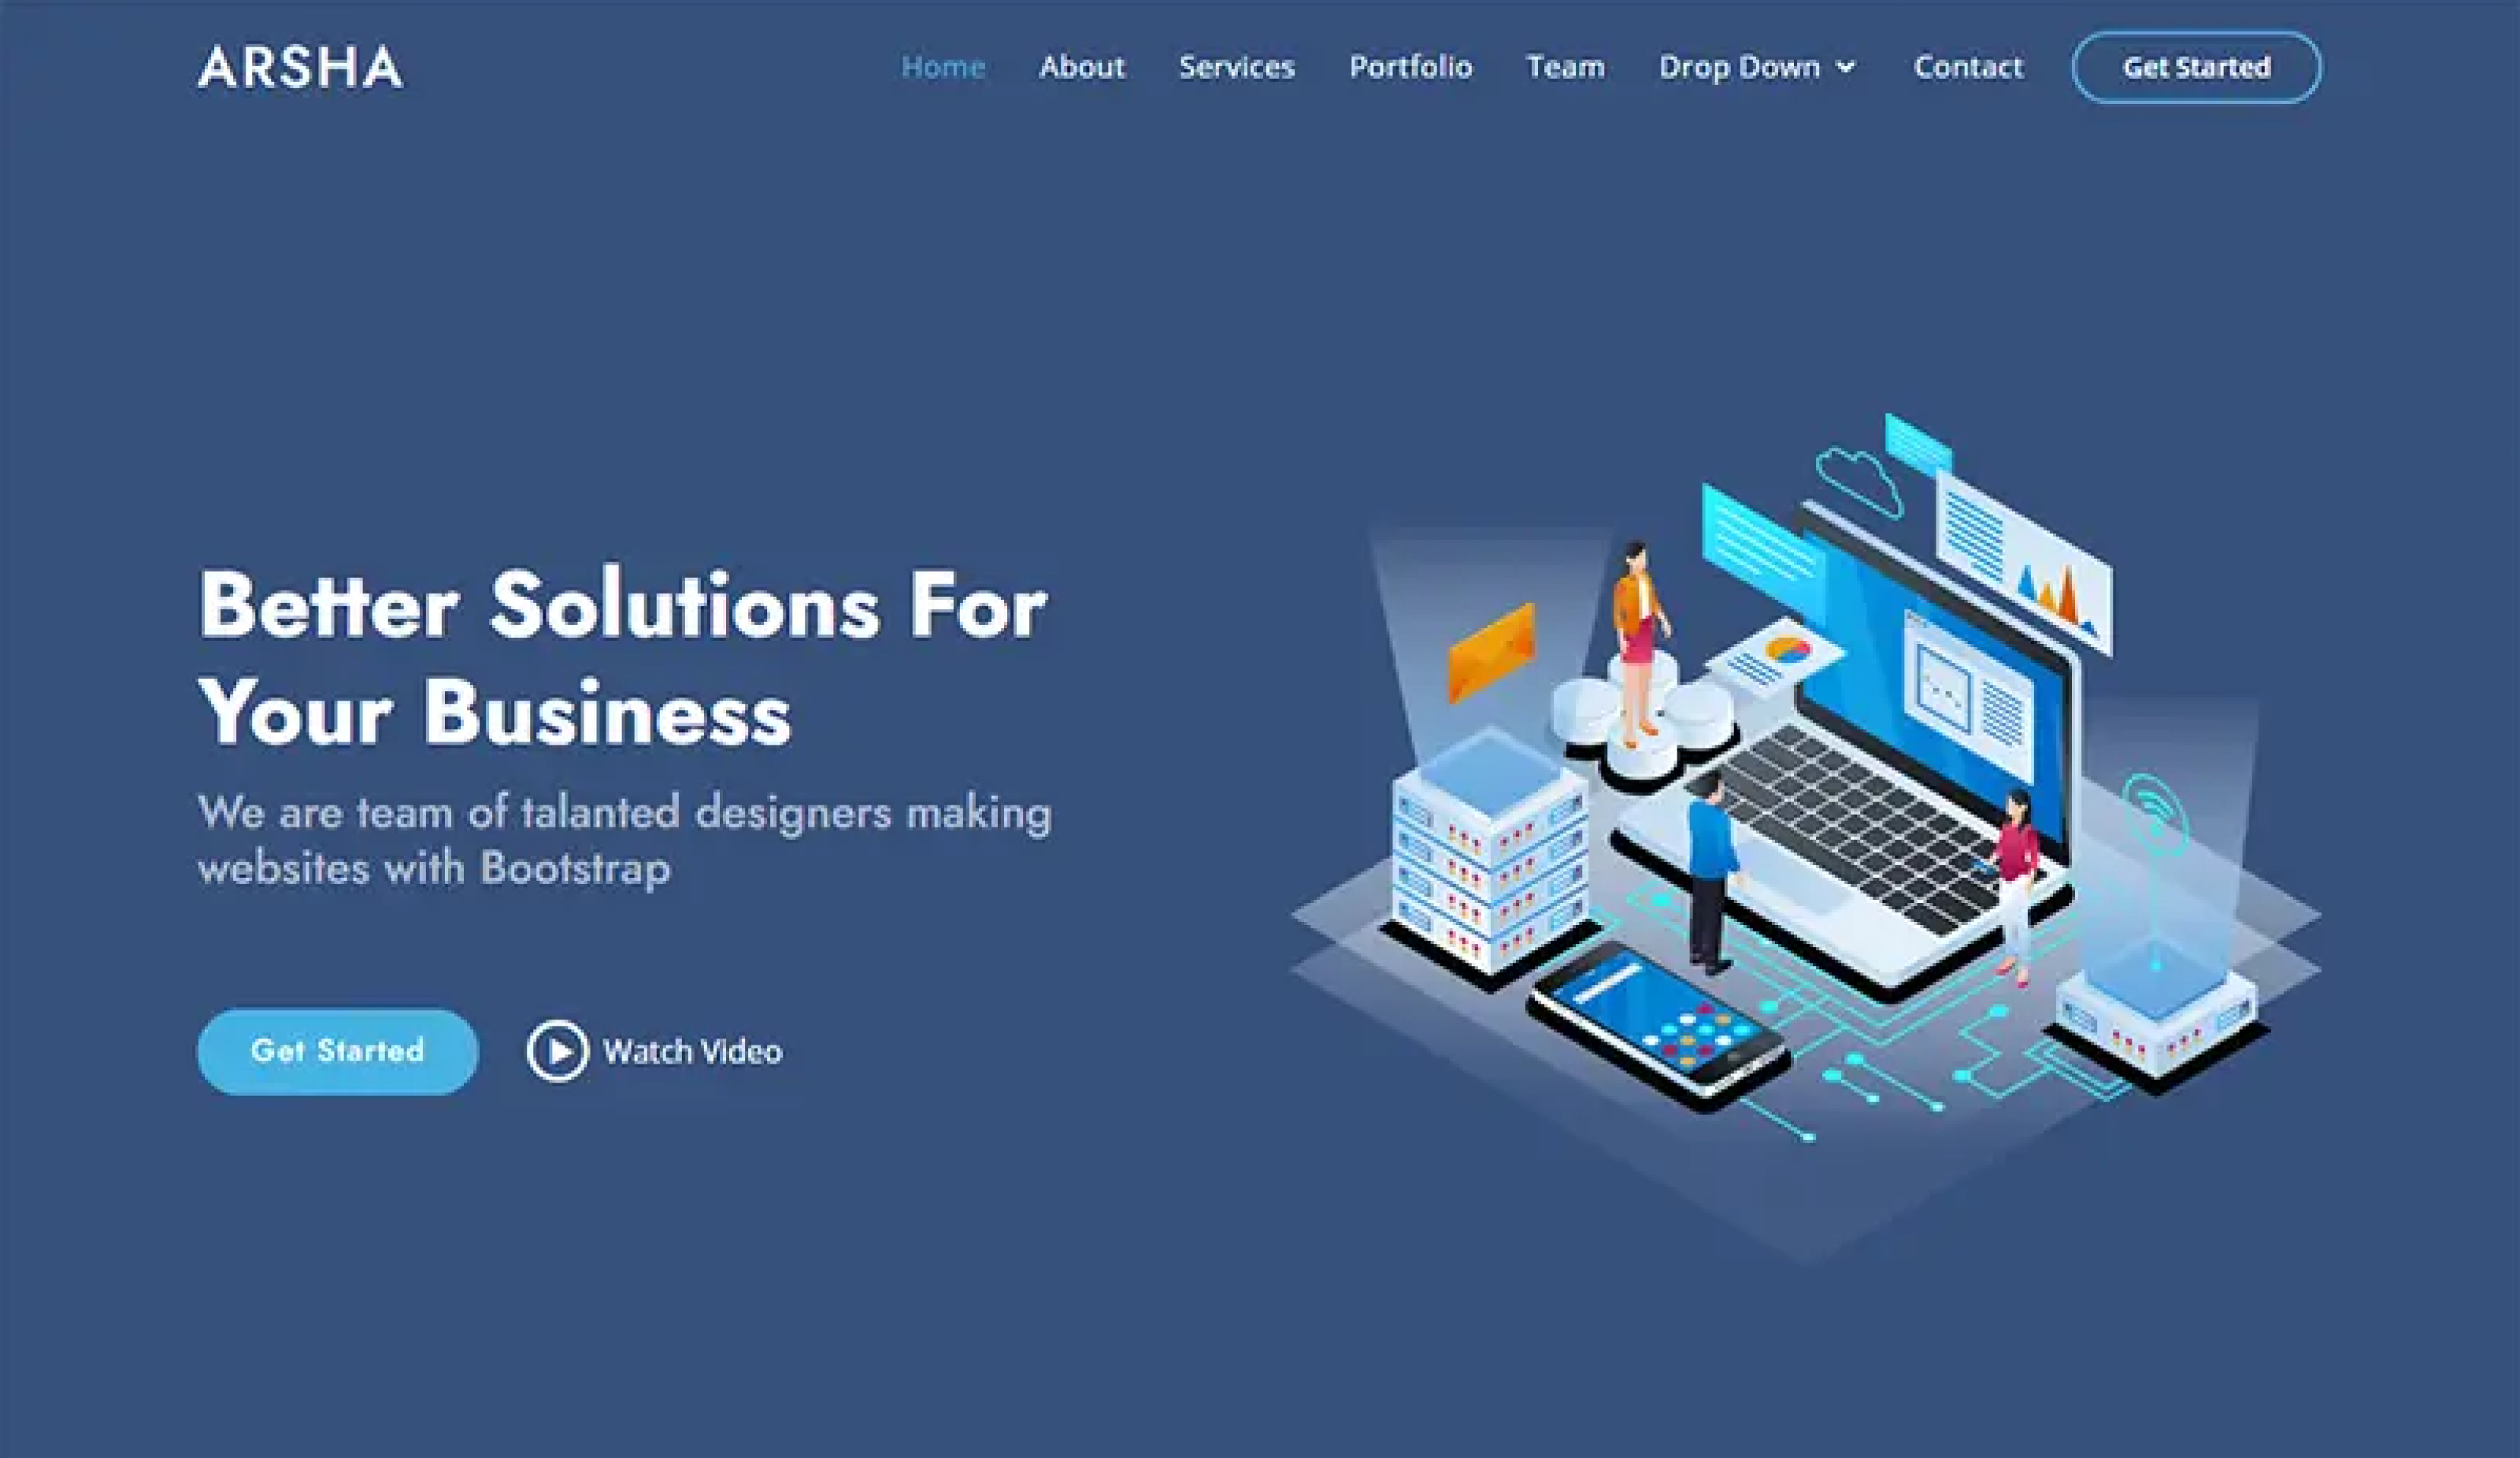 ARSHA
Home About Services Portfolio Team Drop Down Contact Get Started
Better Solutions For
Your Business
We are team of talanted designers making
websites with Bootstrap
Get Started Watch Video